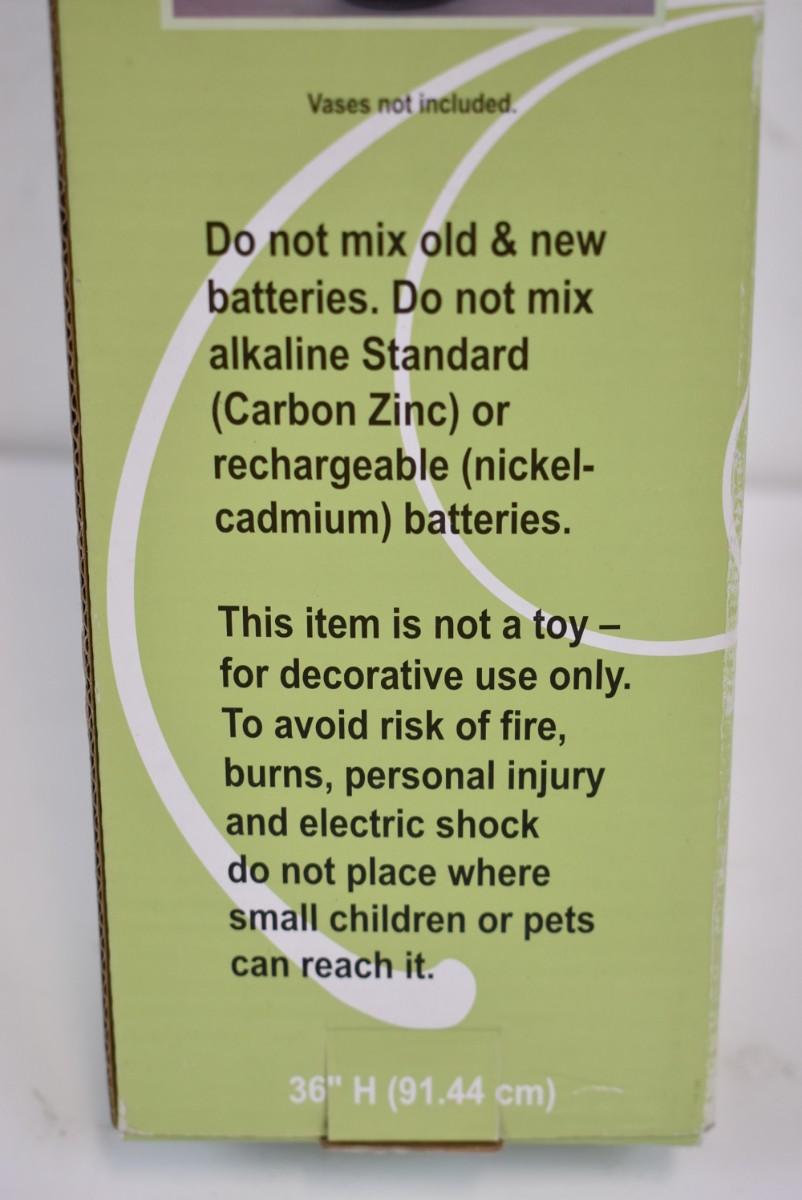 Vases not included.
Do not mix old & new
batteries. Do not mix
alkaline Standard
(Carbon Zinc) or
rechargeable (nickel-
cadmium) batteries.
This item is not a toy –
for decorative use only.
To avoid risk of fire,
burns, personal injury
and electric shock
do not place where
small children or pets
can reach it.
36" H (91.44 cm)